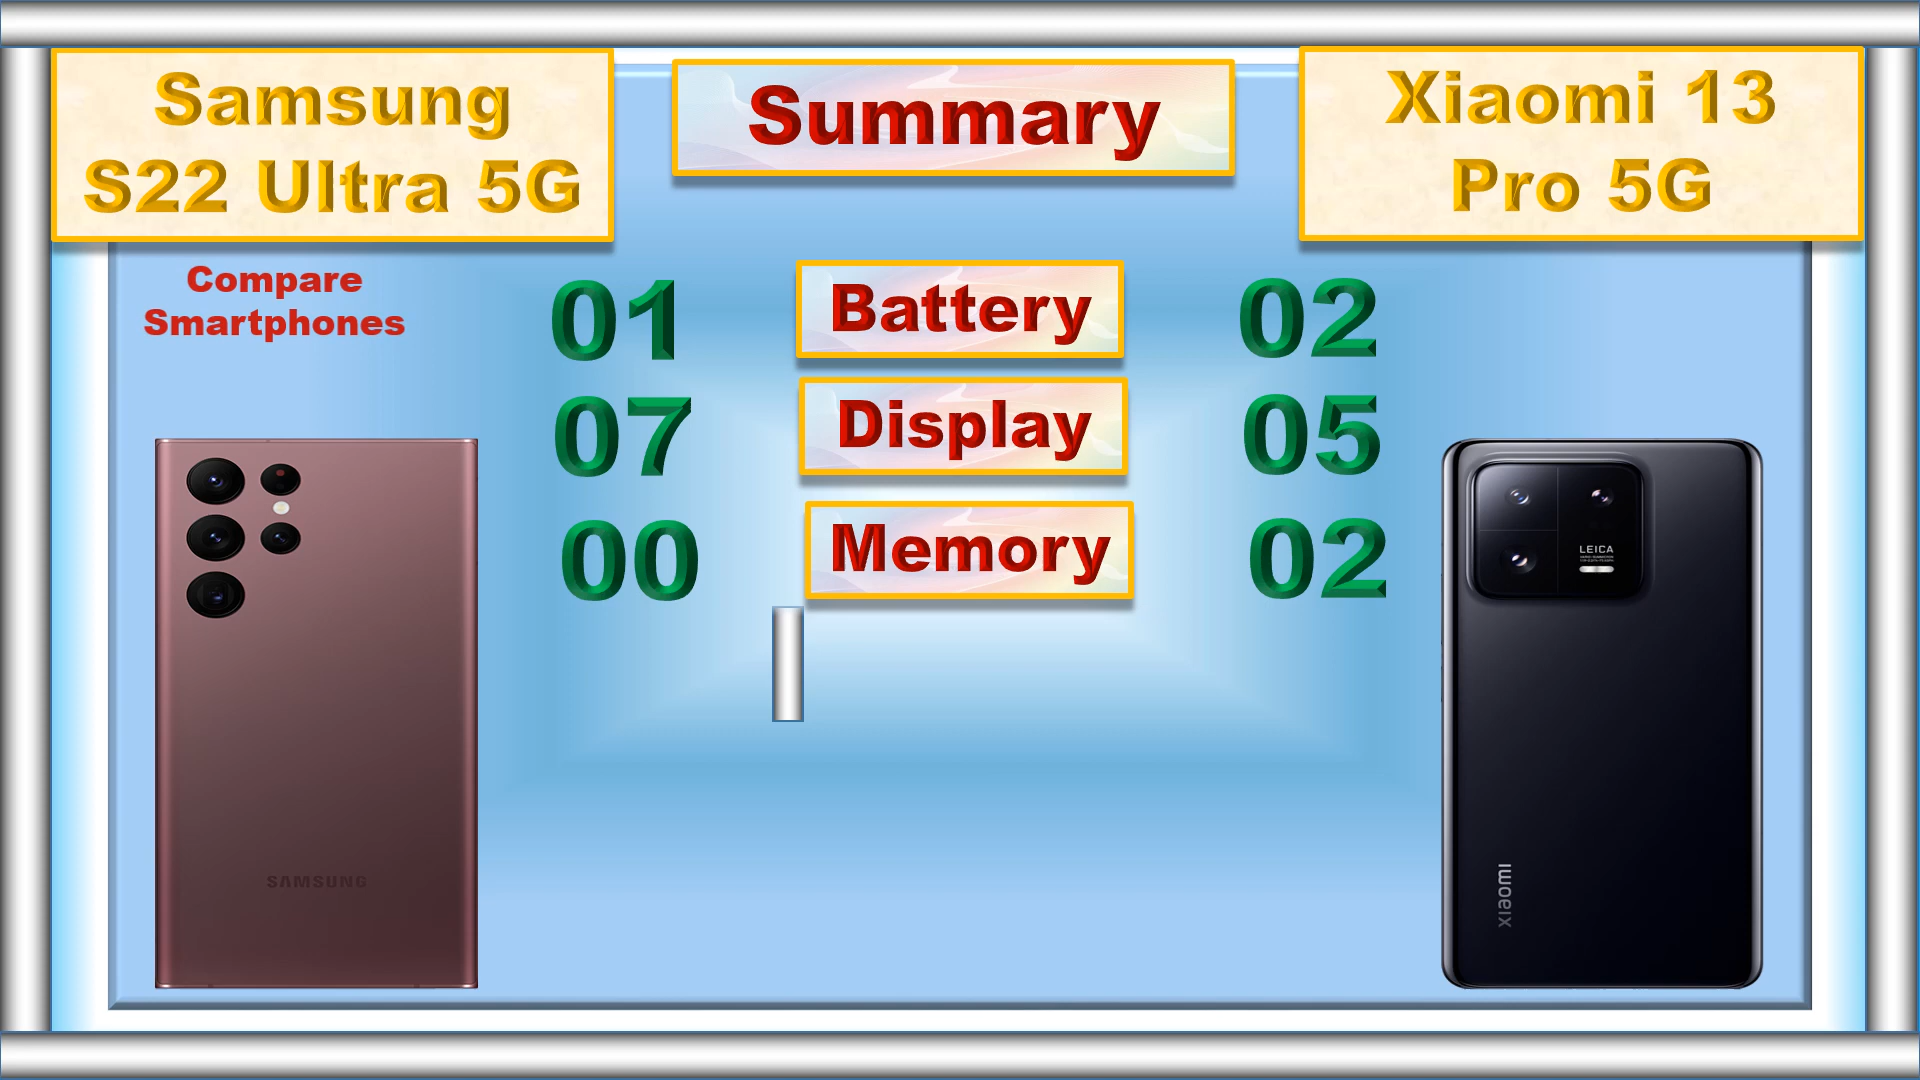 Samsung
S22 Ultra 5G
Summary
Xiaomi 13
Pro 5G
Compare
Smartphones
01 Battery 02
07 Display 05
00 Memory 02
SAMSUNG
LEICA
xiaomi